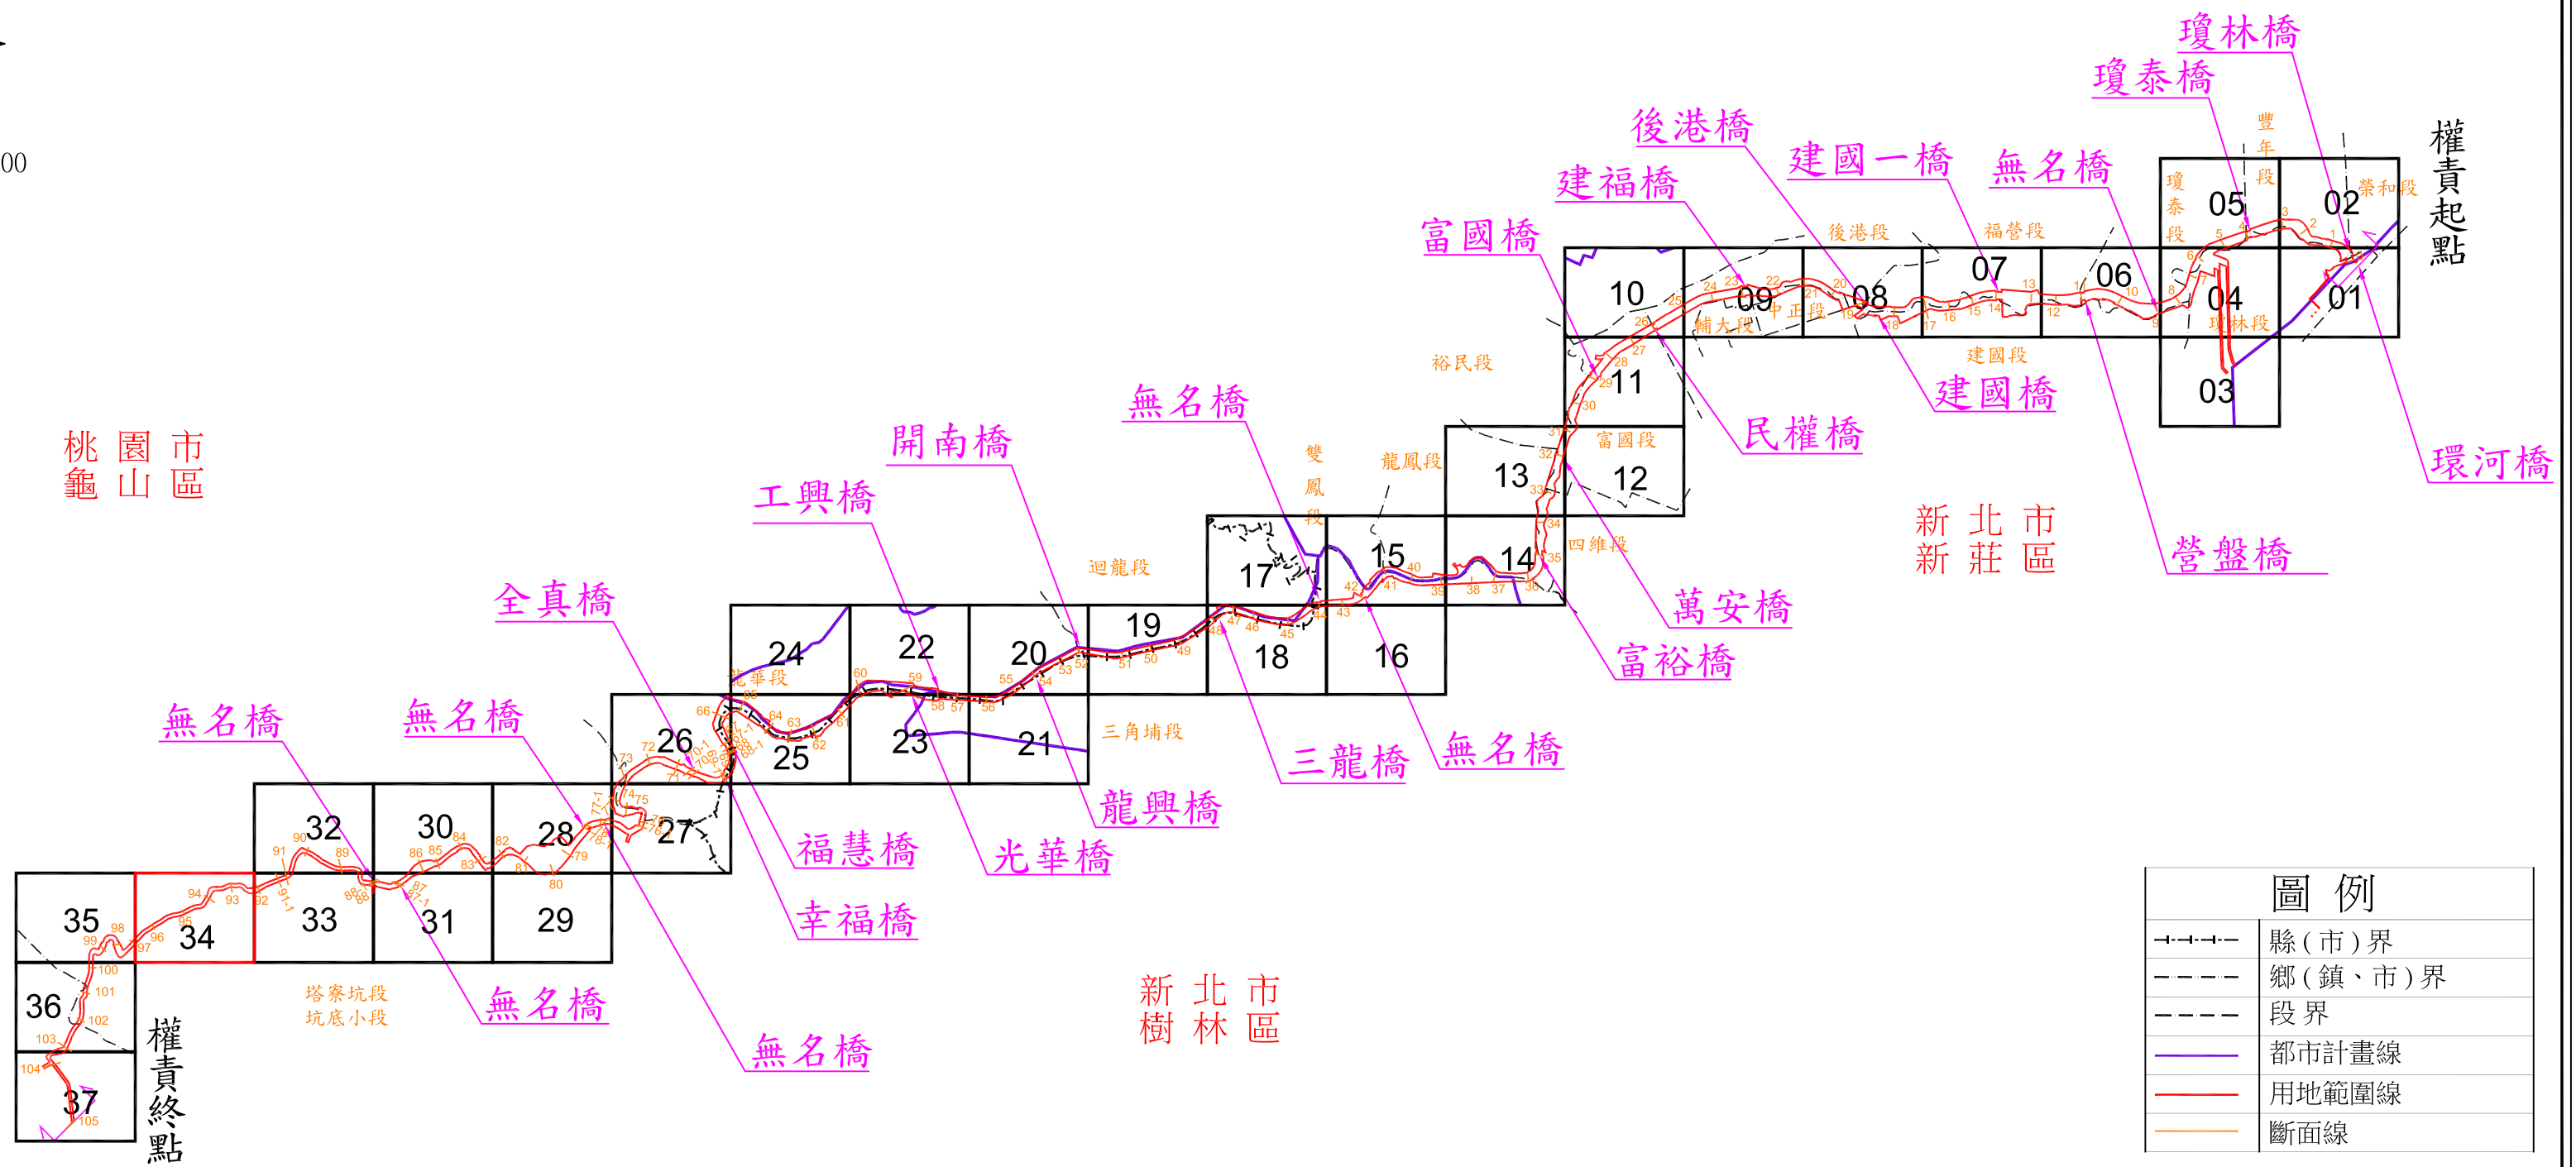 00
瓊林橋
瓊泰橋
後港橋
建國一橋
無名橋
建福橋
富國橋
豐年段
瓊泰段
榮和段
權責起點
後港段
福營段
中正段
輔大段
瓊林段
建國段
裕民段
建國橋
民權橋
環河橋
營盤橋
富國段
龍鳳段
雙鳳段
四維段
無名橋
開南橋
工興橋
全真橋
迴龍段
萬安橋
富裕橋
桃園市
龜山區
新北市
新莊區
龍華段
三角埔段
三龍橋
無名橋
龍興橋
光華橋
福慧橋
幸福橋
無名橋
無名橋
無名橋
無名橋
塔寮坑段
坑底小段
新北市
樹林區
權責終點
01
02
03
04
05
06
07
08
09
10
11
12
13
14
15
16
17
18
19
20
21
22
23
24
25
26
27
28
29
30
31
32
33
34
35
36
37
圖例
縣(市)界
鄉(鎮、市)界
段界
都市計畫線
用地範圍線
斷面線